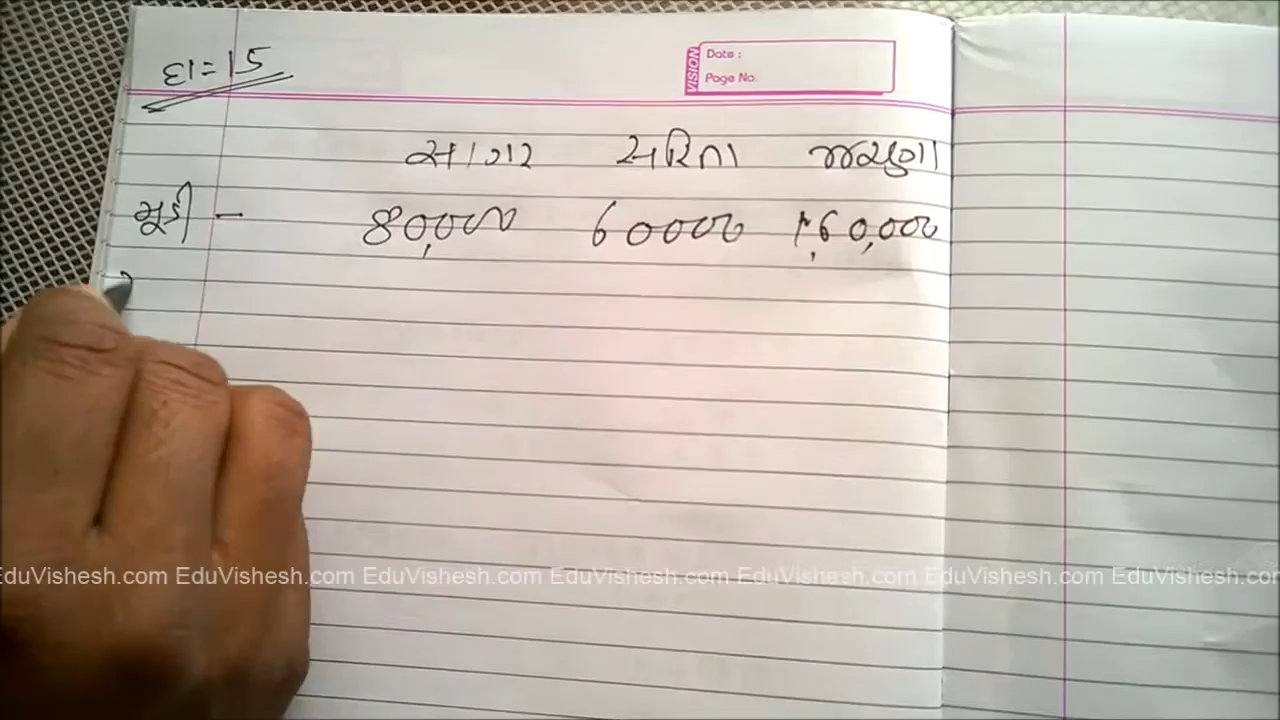 દા=15
VISION
Date :
Page No.
સાગર સરિતા ઝરણા
મૂડી - 80,000 60000 1,60,000
EduVishesh.com EduVishesh.com EduVishesh.com EduVishesh.com EduVishesh.com EduVishesh.com EduVishesh.com